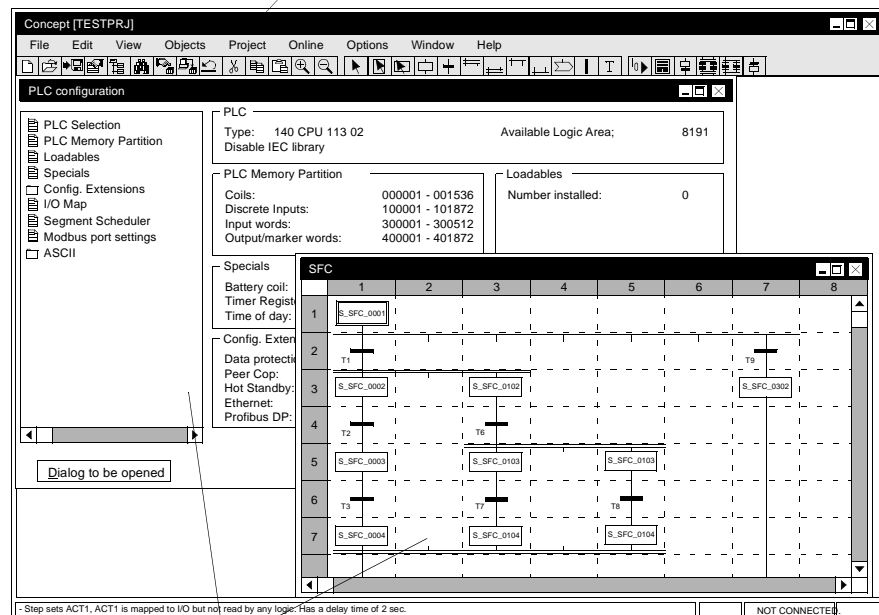 Concept [TESTPRJ]
File Edit View Objects Project Online Options Window Help
PLC configuration
PLC Selection
PLC Memory Partition
Loadables
Specials
Config. Extensions
I/O Map
Segment Scheduler
Modbus port settings
ASCII
Dialog to be opened
PLC
Type: 140 CPU 113 02 Available Logic Area; 8191
Disable IEC library
PLC Memory Partition
Coils: 000001 - 001536
Discrete Inputs: 100001 - 101872
Input words: 300001 - 300512
Output/marker words: 400001 - 401872
Loadables
Number installed: 0
Specials
Battery coil:
Timer Regist
Time of day:
Config. Exten
Data protecti
Peer Cop:
Hot Standby:
Ethernet:
Profibus DP:
SFC
1 2 3 4 5 6 7 8
1 S_SFC_0001
2 T1 T9
3 S_SFC_0002 S_SFC_0102 S_SFC_0302
4 T2 T6
5 S_SFC_0003 S_SFC_0103 S_SFC_0103
6 T3 T7 T8
7 S_SFC_0004 S_SFC_0104 S_SFC_0104
- Step sets ACT1, ACT1 is mapped to I/O but not read by any logic. Has a delay time of 2 sec.
NOT CONNECTED.